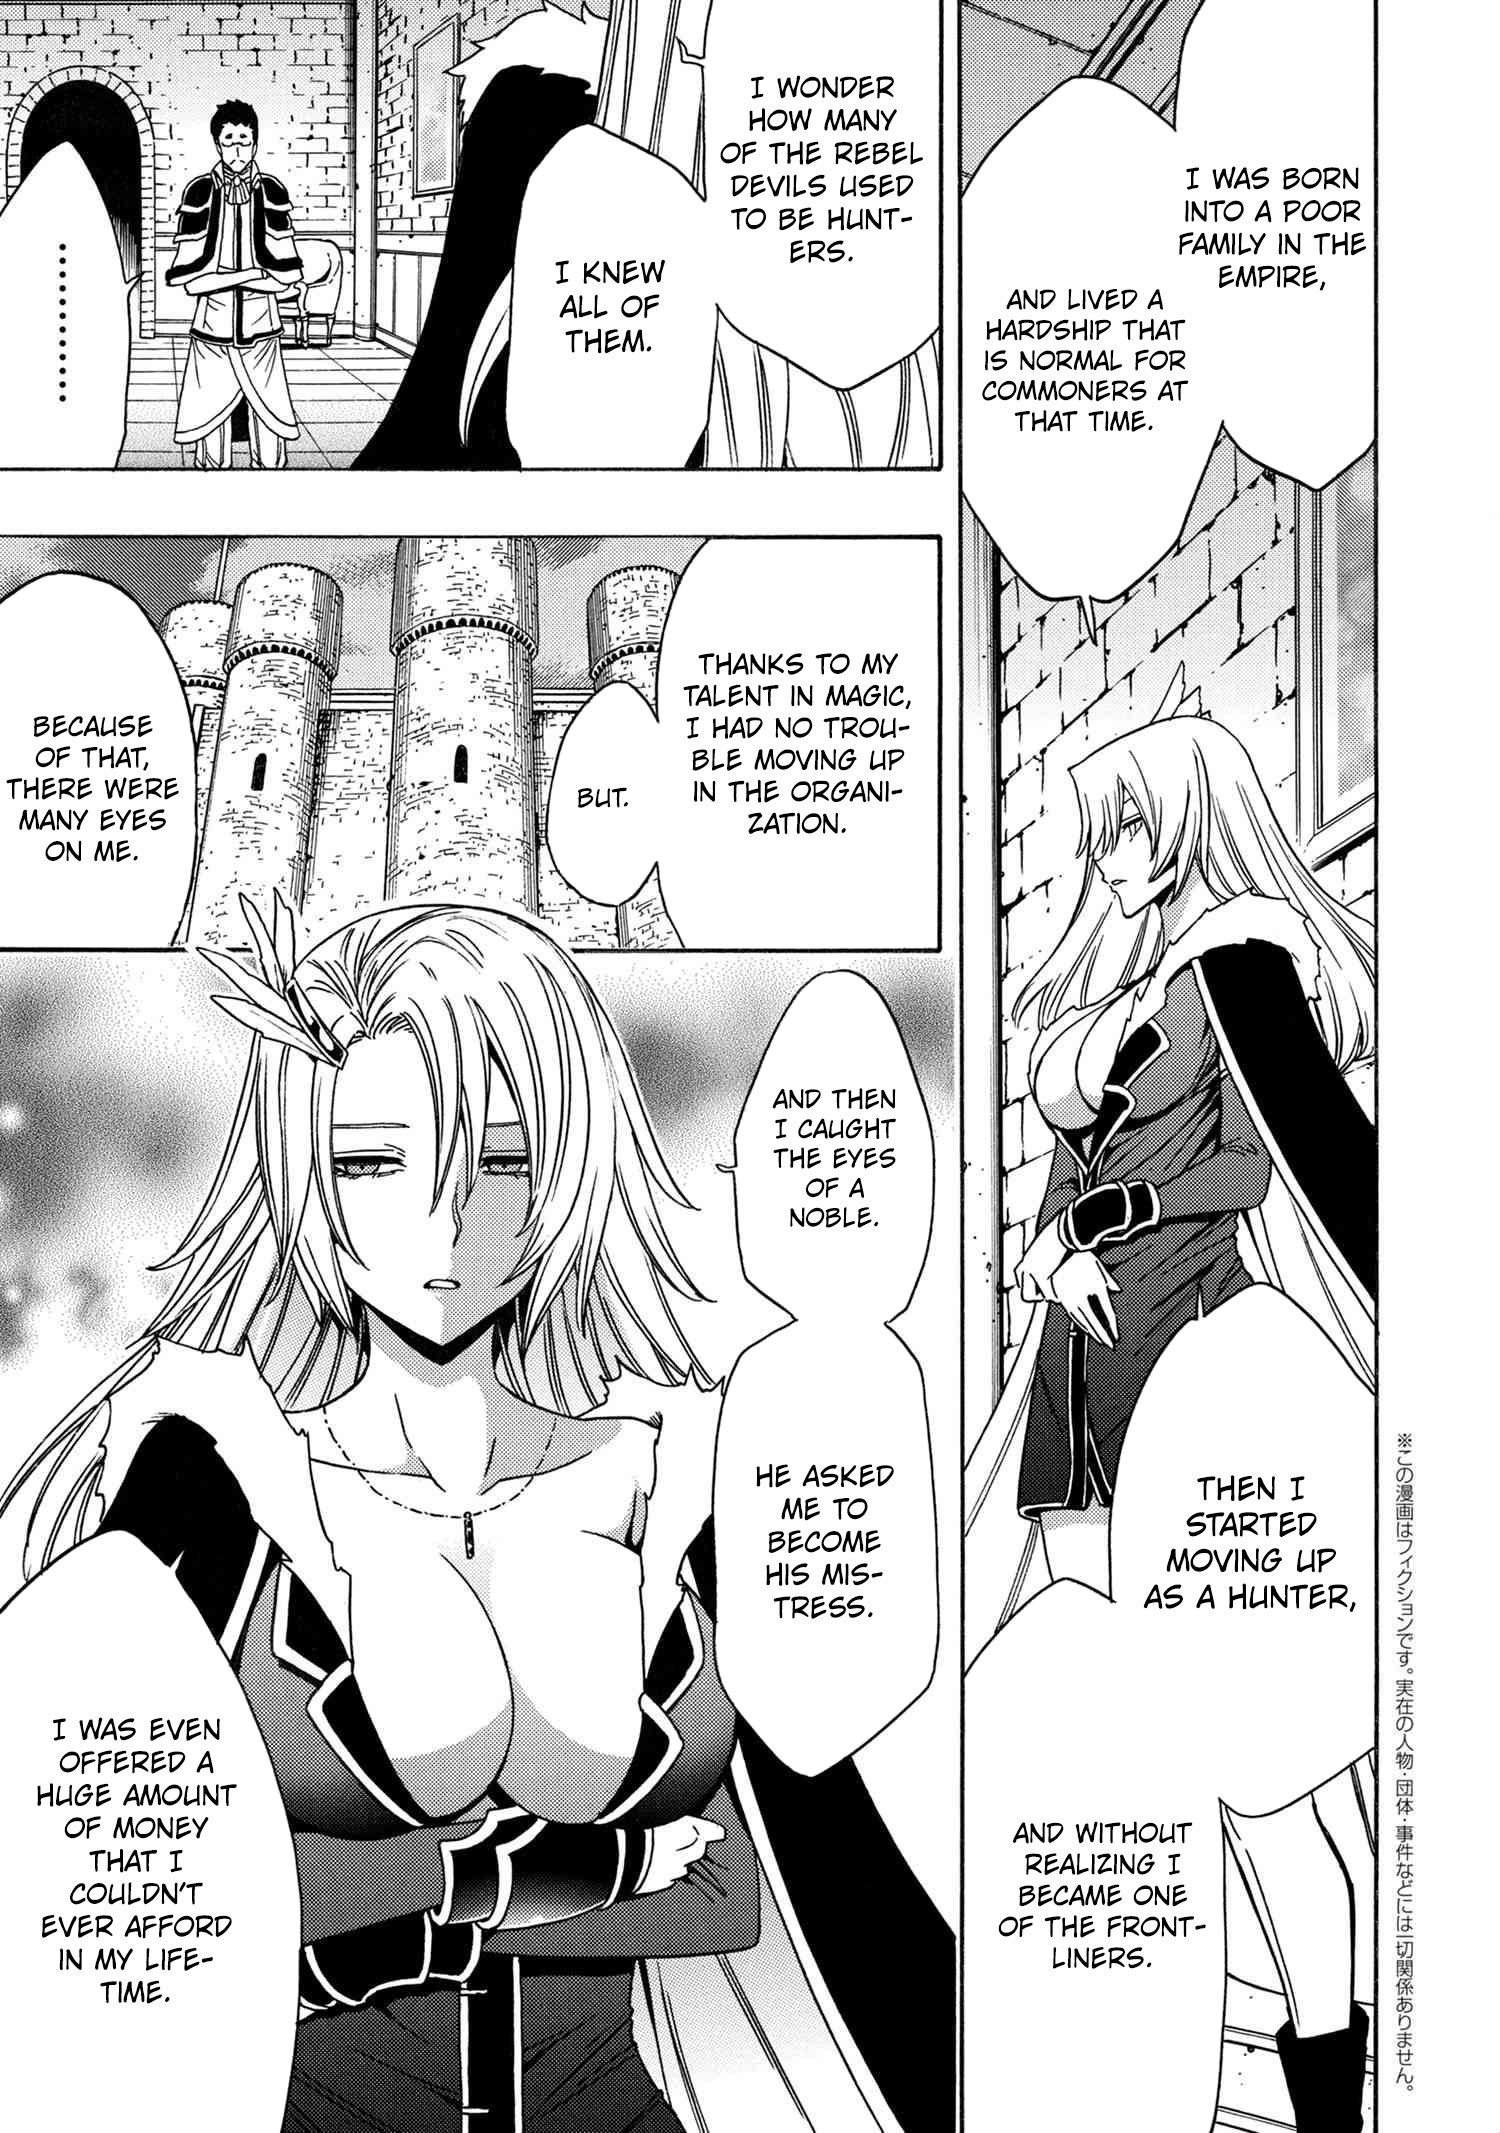 I WAS BORN
INTO A POOR
FAMILY IN THE
EMPIRE,
AND LIVED A
HARDSHIP THAT
IS NORMAL FOR
COMMONERS AT
THAT TIME.
THEN I
STARTED
MOVING UP
AS A HUNTER,
AND WITHOUT
REALIZING I
BECAME ONE
OF THE FRONT-
LINERS.
I WONDER
HOW MANY
OF THE REBEL
DEVILS USED
TO BE HUNT-
ERS.
I KNEW
ALL OF
THEM.
..........
THANKS TO MY
TALENT IN MAGIC,
I HAD NO TROU-
BLE MOVING UP
IN THE ORGANI-
ZATION.
BUT.
BECAUSE
OF THAT,
THERE WERE
MANY EYES
ON ME.
AND THEN
I CAUGHT
THE EYES
OF A
NOBLE.
HE ASKED
ME TO
BECOME
HIS MIS-
TRESS.
I WAS EVEN
OFFERED A
HUGE AMOUNT
OF MONEY
THAT I
COULDN'T
EVER AFFORD
IN MY LIFE-
TIME.
※この漫画はフィクションです。実在の人物・団体・事件などには一切関係ありません。